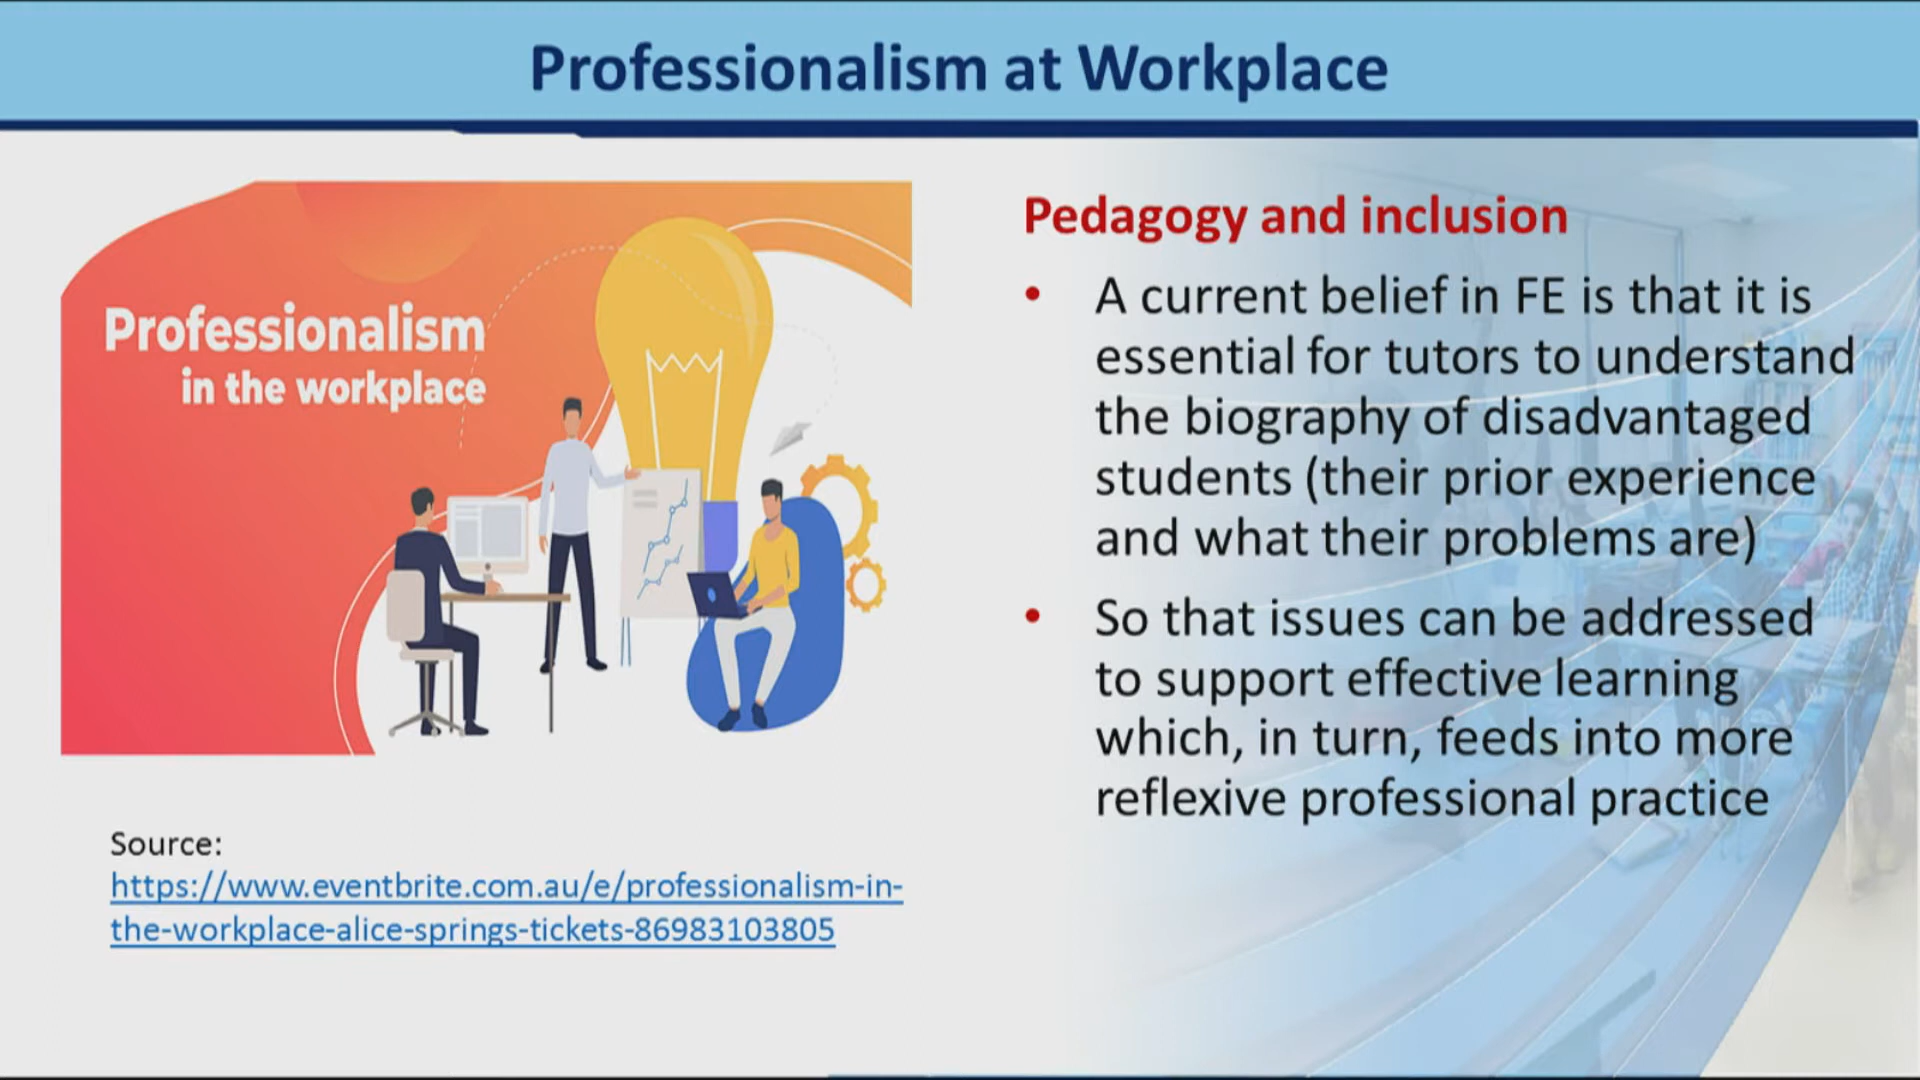 Professionalism at Workplace
Professionalism
in the workplace
Source:
https://www.eventbrite.com.au/e/professionalism-in-
the-workplace-alice-springs-tickets-86983103805
Pedagogy and inclusion
• A current belief in FE is that it is
essential for tutors to understand
the biography of disadvantaged
students (their prior experience
and what their problems are)
• So that issues can be addressed
to support effective learning
which, in turn, feeds into more
reflexive professional practice